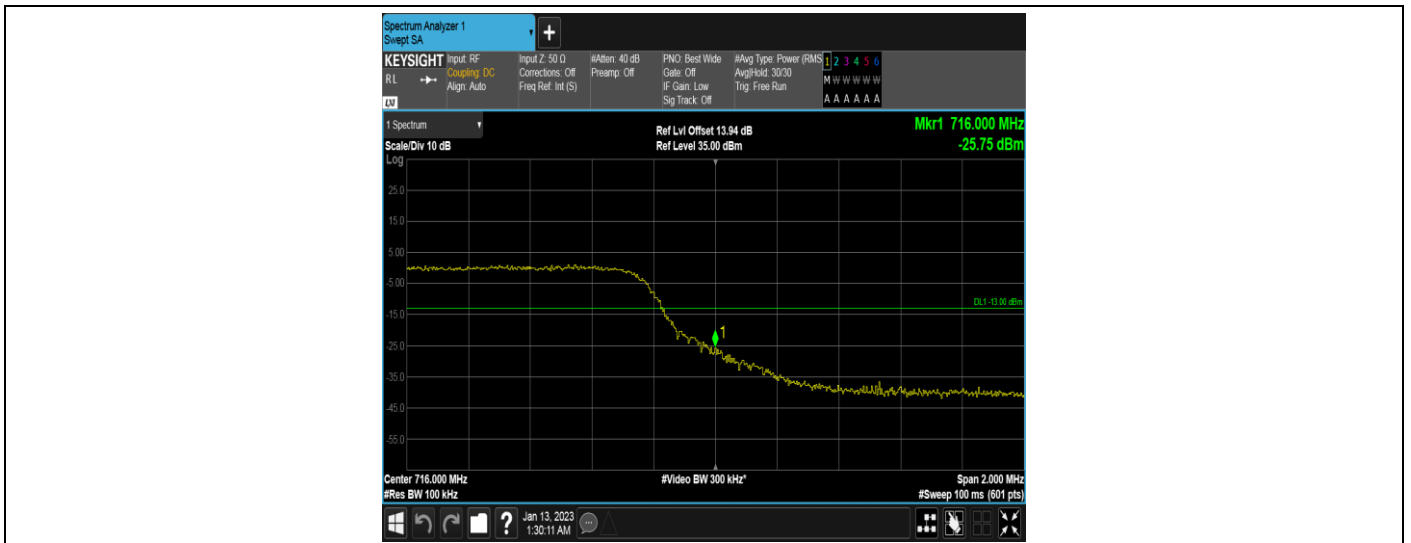 Spectrum Analyzer 1
Swept SA
+
KEYSIGHT
RL
LXI
Input: RF
Coupling: DC
Align: Auto
Input Z: 50 Ω
Corrections: Off
Freq Ref: Int (S)
#Atten: 40 dB
Preamp: Off
PNO: Best Wide
Gate: Off
IF Gain: Low
Sig Track: Off
#Avg Type: Power (RMS
Avg|Hold: 30/30
Trig: Free Run
1 2 3 4 5 6
M W W W W W
A A A A A A
1 Spectrum
Scale/Div 10 dB
Ref Lvl Offset 13.94 dB
Ref Level 35.00 dBm
Mkr1 716.000 MHz
-25.75 dBm
Log
25.0
15.0
5.00
-5.00
-15.0
-25.0
-35.0
-45.0
-55.0
DL1 -13.00 dBm
1
Center 716.000 MHz
#Video BW 300 kHz*
Span 2.000 MHz
#Res BW 100 kHz
#Sweep 100 ms (601 pts)
?
Jan 13, 2023
1:30:11 AM